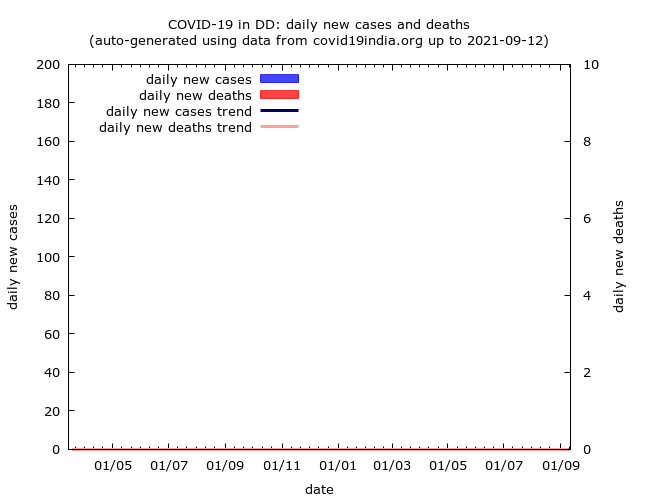 COVID-19 in DD: daily new cases and deaths
(auto-generated using data from covid19india.org up to 2021-09-12)
daily new cases
daily new deaths
daily new cases trend
daily new deaths trend
200
180
160
140
120
100
80
60
40
20
0
10
8
6
4
2
0
daily new cases
daily new deaths
01/05 01/07 01/09 01/11 01/01 01/03 01/05 01/07 01/09
date